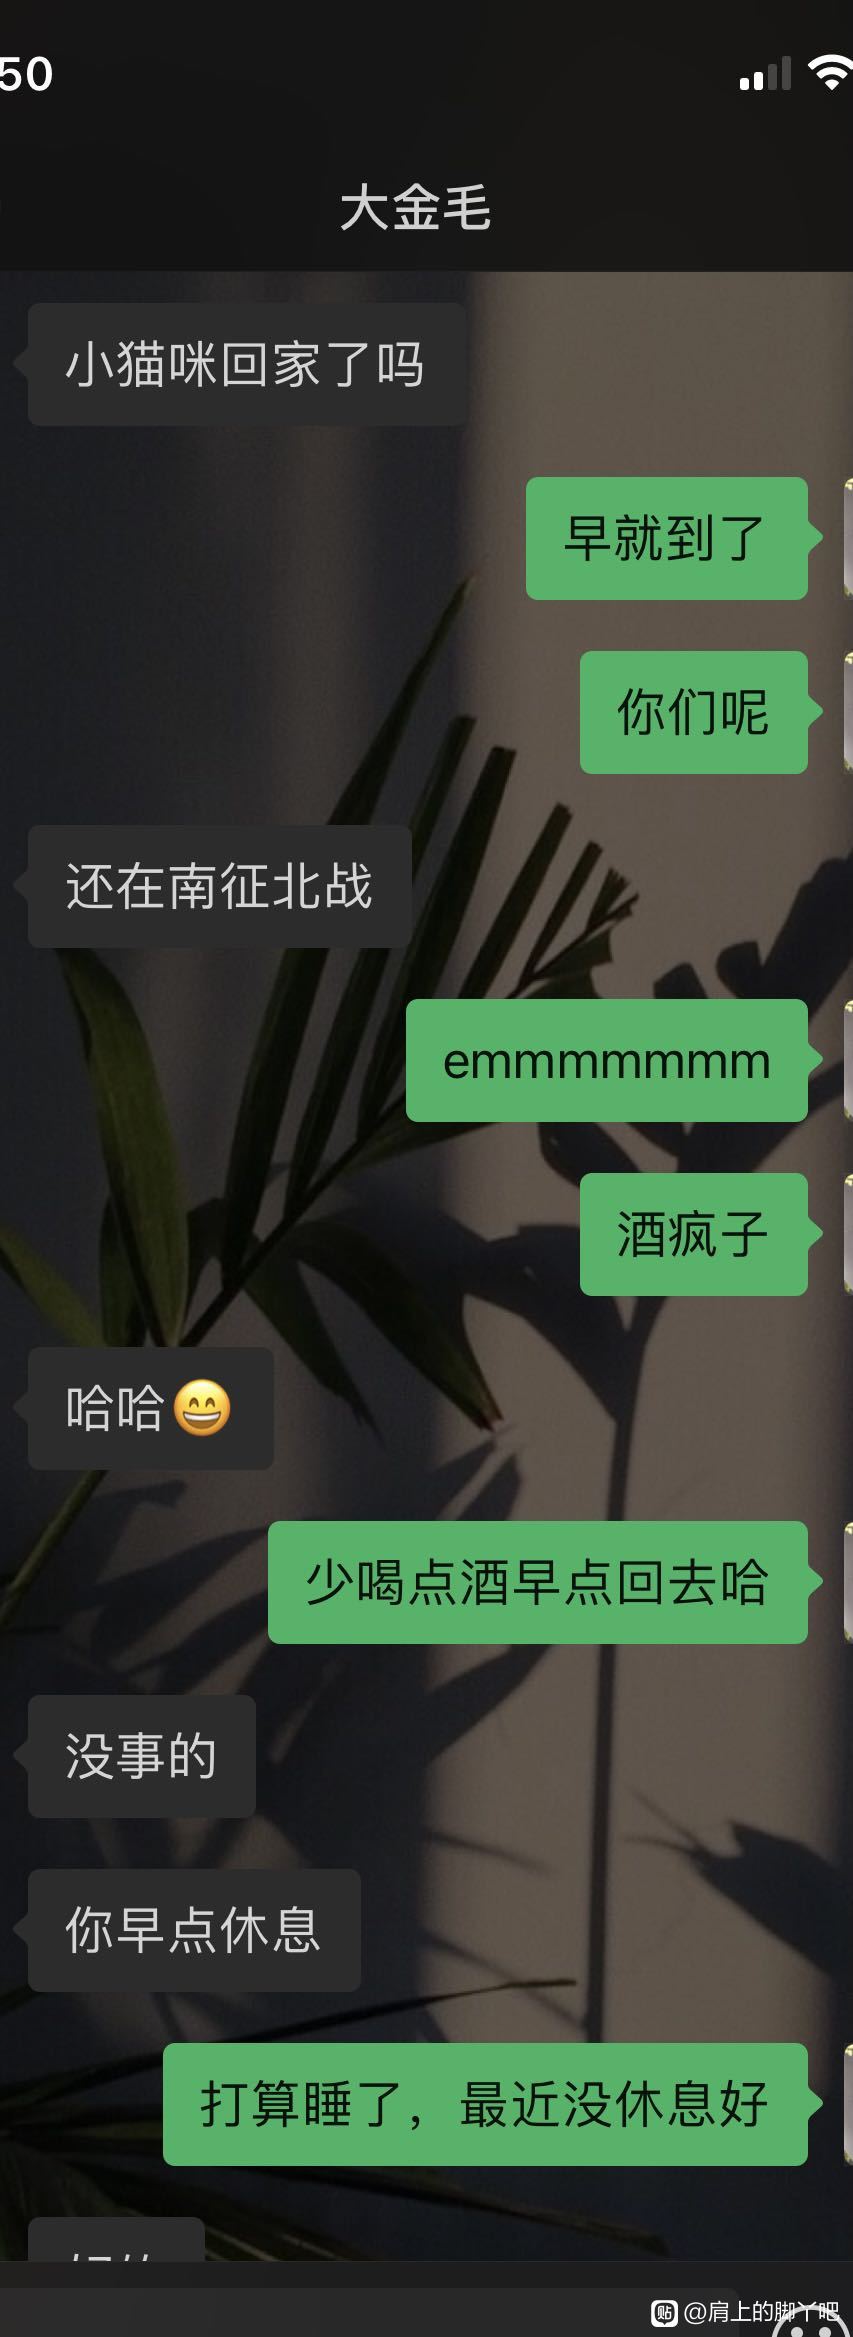 50
大金毛
小猫咪回家了吗
早就到了
你们呢
还在南征北战
emmmmmmm
酒疯子
哈哈😄
少喝点酒早点回去哈
没事的
你早点休息
打算睡了，最近没休息好
贴 @肩上的脚丫吧